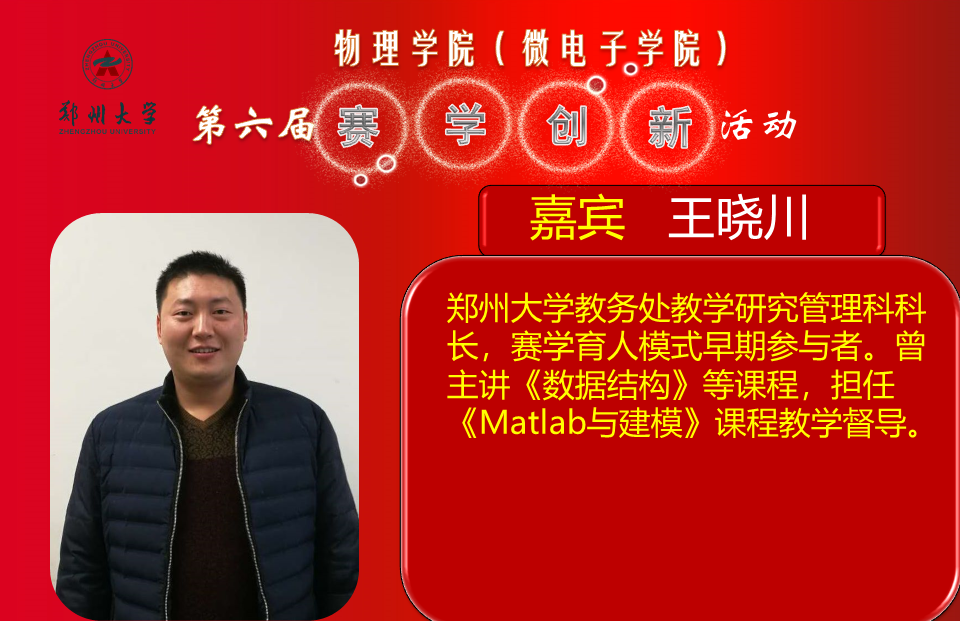 物理学院（微电子学院）
郑州大学
ZHENGZHOU UNIVERSITY
第六届赛学创新活动
嘉宾 王晓川
郑州大学教务处教学研究管理科科
长，赛学育人模式早期参与者。曾
主讲《数据结构》等课程，担任
《Matlab与建模》课程教学督导。